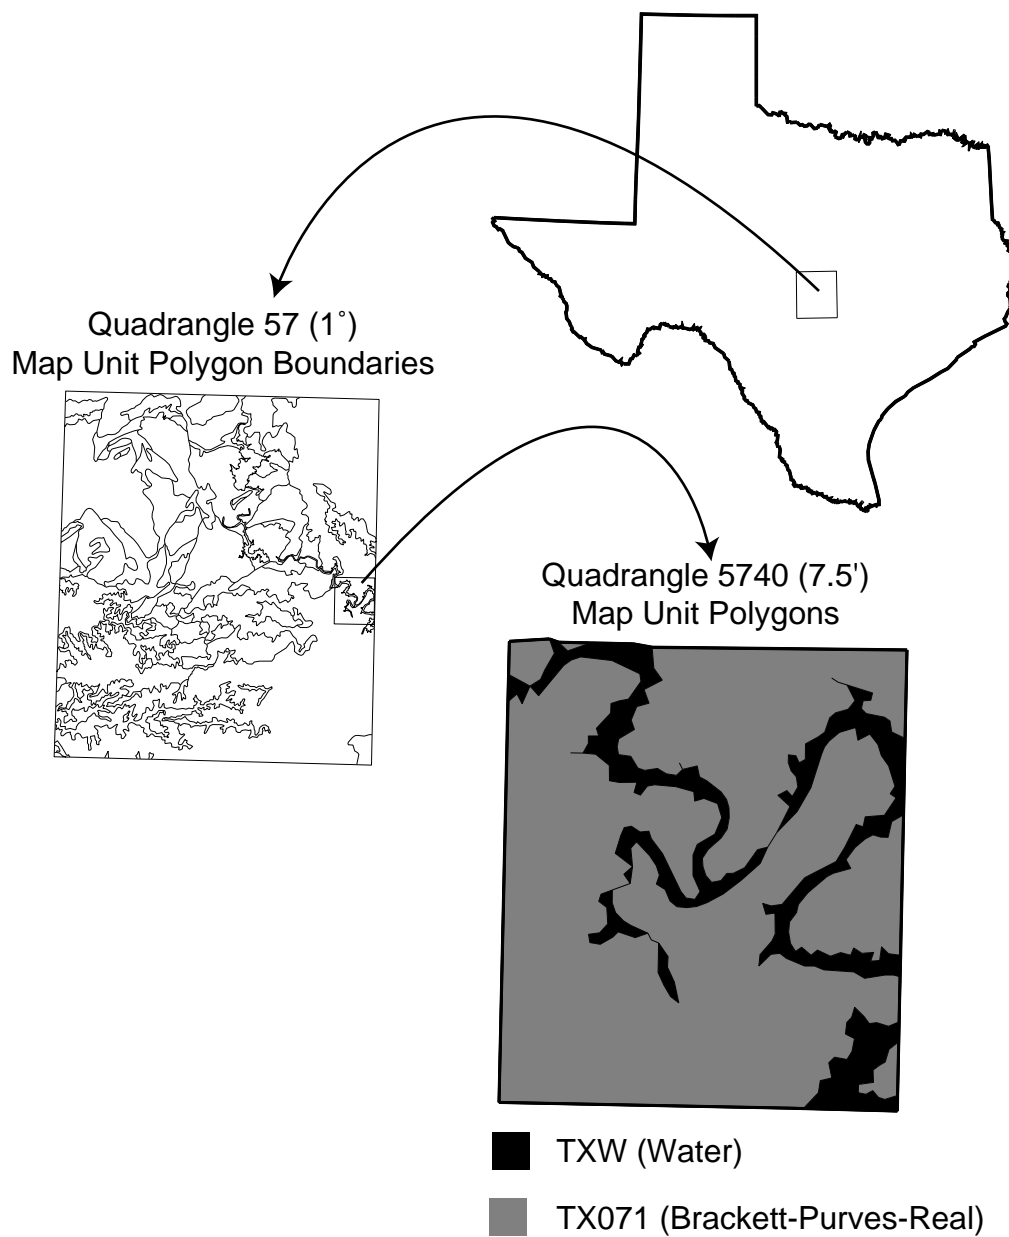 Quadrangle 57 (1˚)
Map Unit Polygon Boundaries
Quadrangle 5740 (7.5')
Map Unit Polygons
TXW (Water)
TX071 (Brackett-Purves-Real)